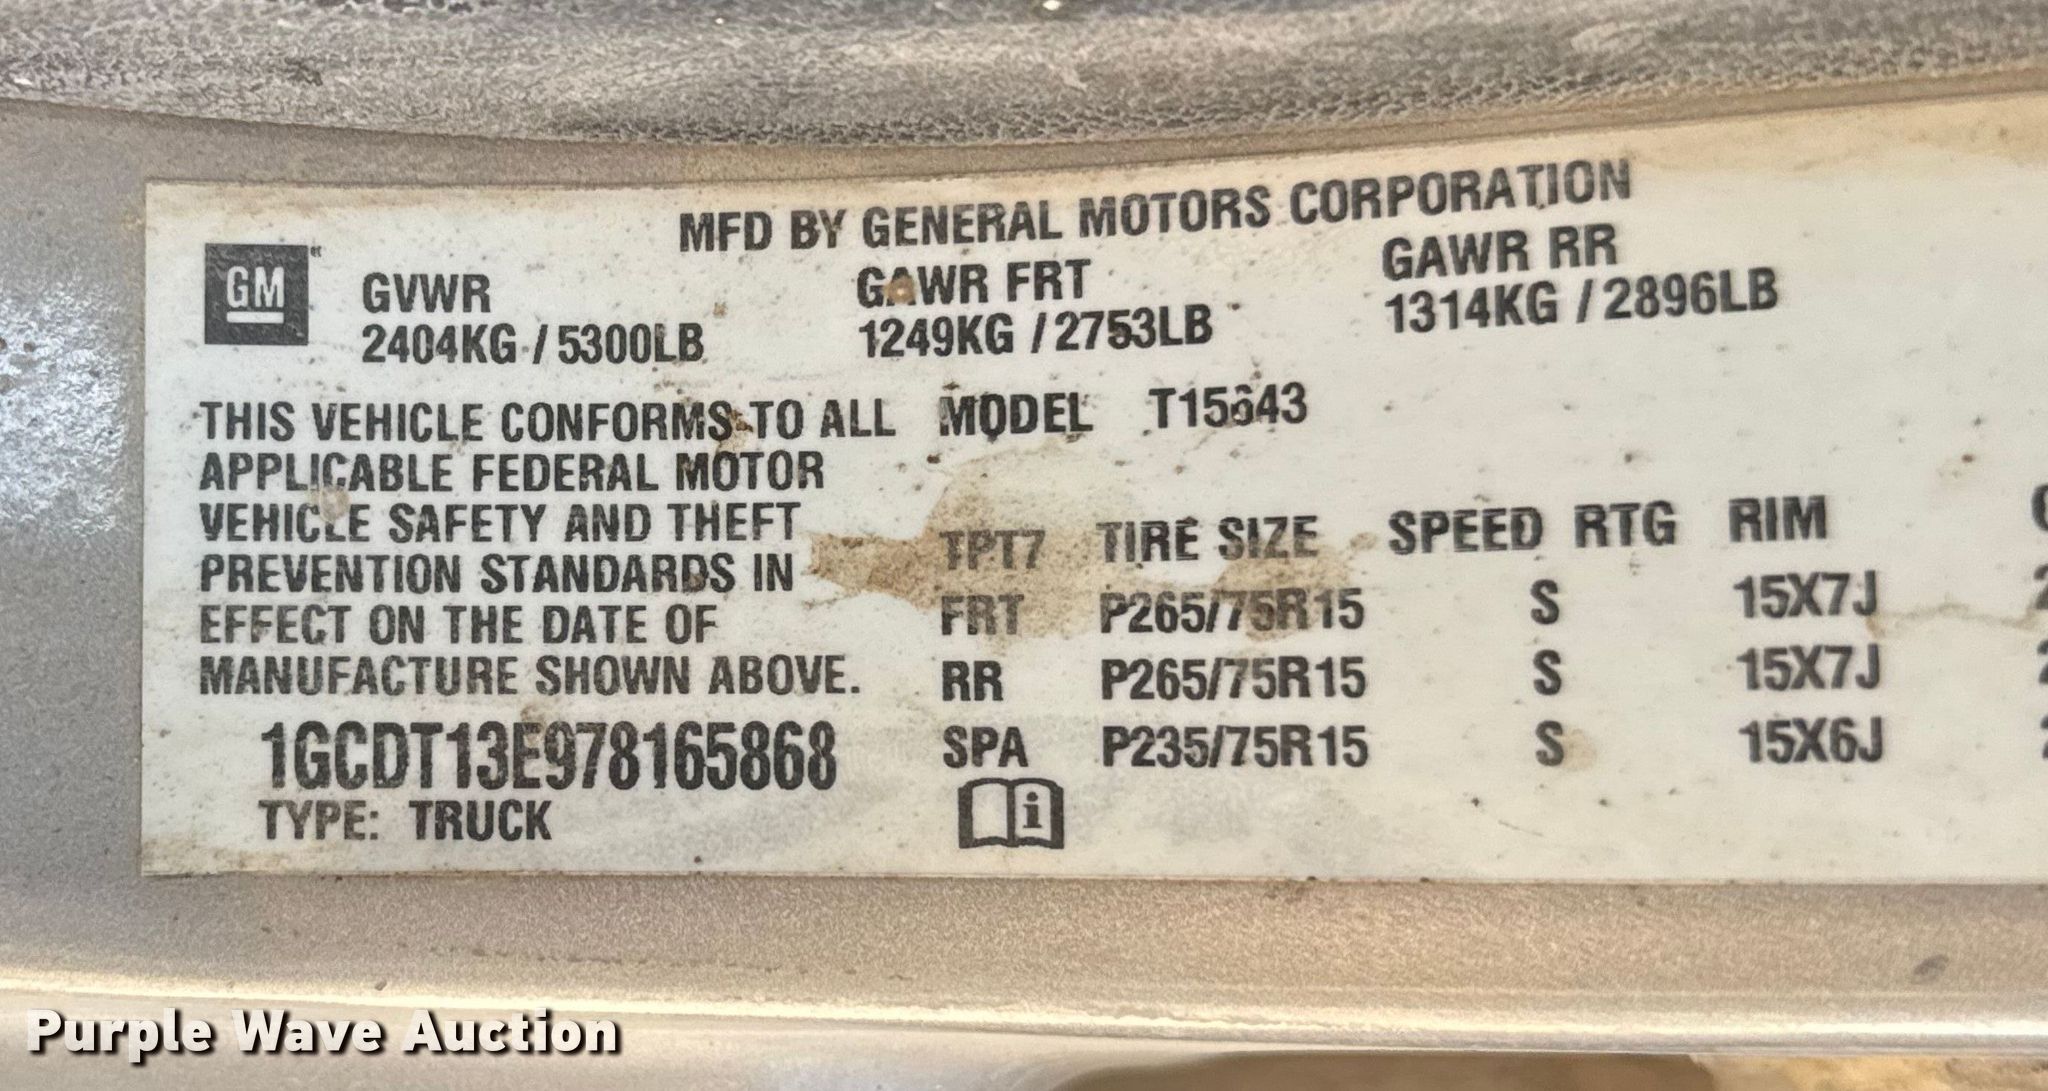 MFD BY GENERAL MOTORS CORPORATION
GM
GVWR GAWR FRT GAWR RR
2404KG / 5300LB 1249KG / 2753LB 1314KG / 2896LB
THIS VEHICLE CONFORMS TO ALL MODEL T15643
APPLICABLE FEDERAL MOTOR
VEHICLE SAFETY AND THEFT
PREVENTION STANDARDS IN
EFFECT ON THE DATE OF
MANUFACTURE SHOWN ABOVE.
1GCDT13E978165868
TYPE: TRUCK
TPT7 TIRE SIZE SPEED RTG RIM
FRT P265/75R15 S 15X7J
RR P265/75R15 S 15X7J
SPA P235/75R15 S 15X6J
i
Purple Wave Auction